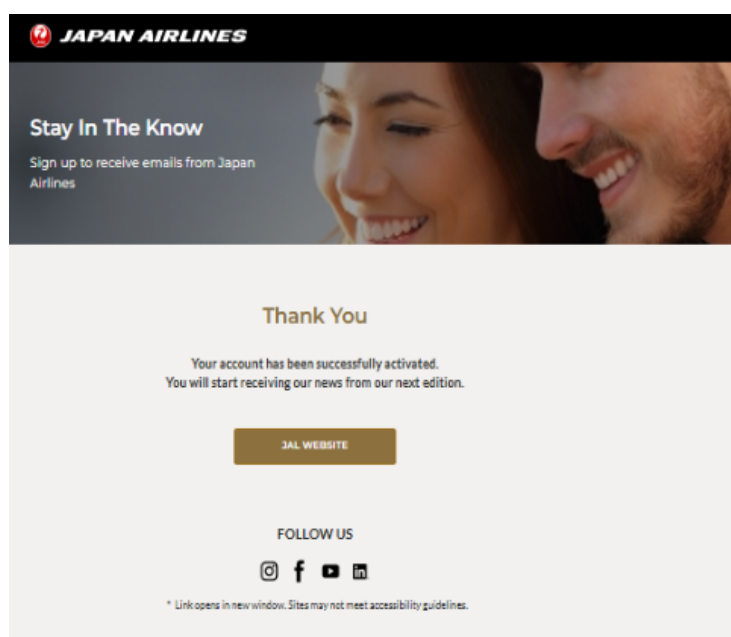 JAPAN AIRLINES
Stay In The Know
Sign up to receive emails from Japan
Airlines
Thank You
Your account has been successfully activated.
You will start receiving our news from our next edition.
JAL WEBSITE
FOLLOW US
* Link opens in new window. Sites may not meet accessibility guidelines.